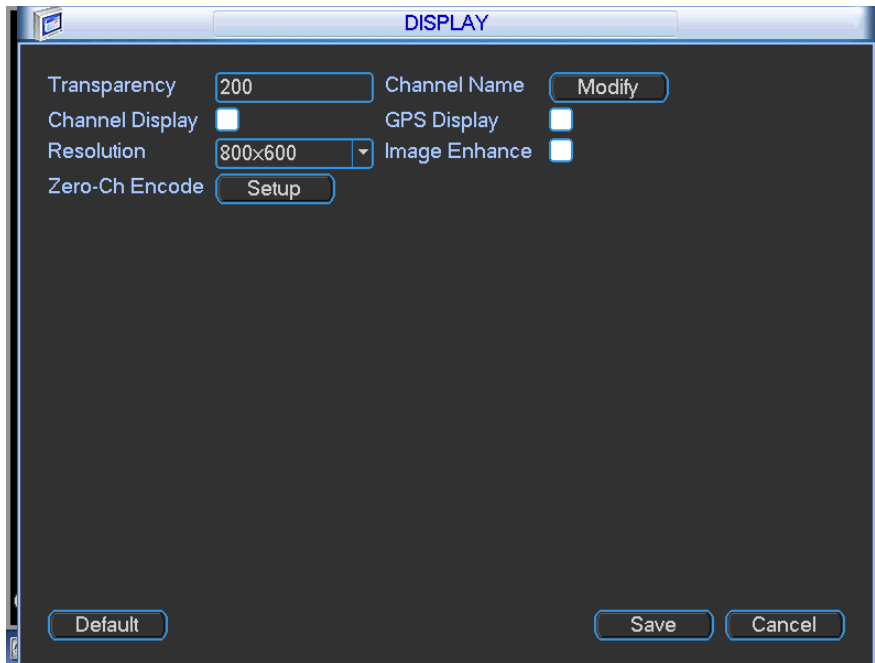 DISPLAY
Transparency 200 Channel Name Modify
Channel Display GPS Display
Resolution 800×600 Image Enhance
Zero-Ch Encode Setup
Default Save Cancel